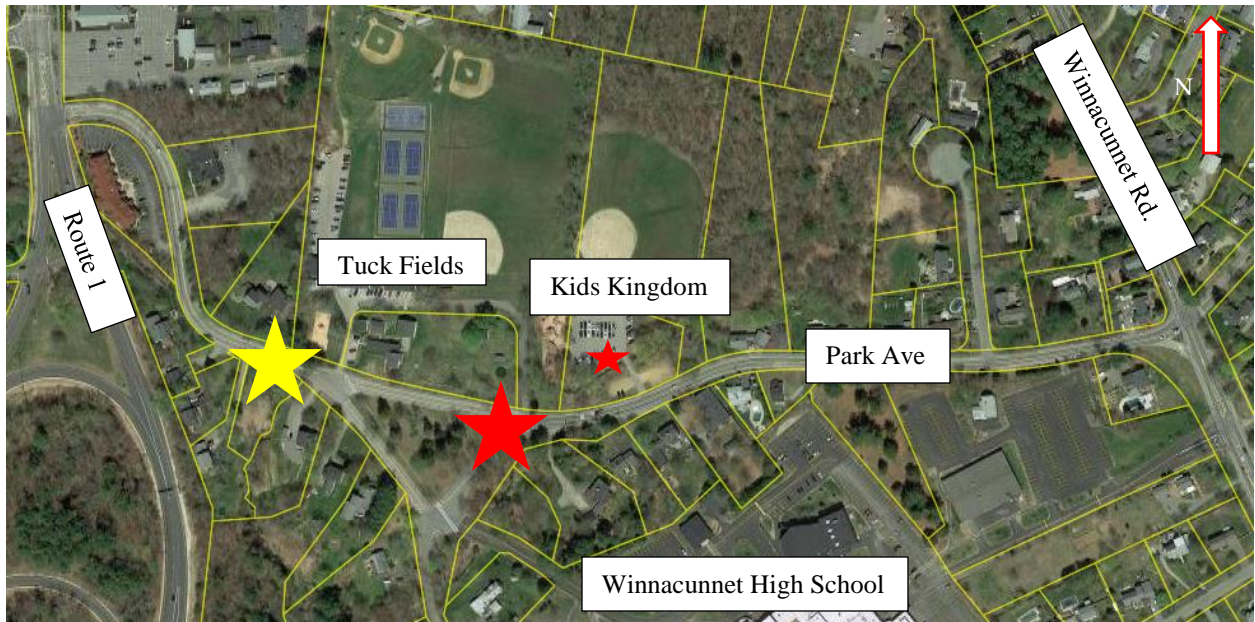 Winnacunnet Rd.
N
Route 1
Tuck Fields
Kids Kingdom
Park Ave
Winnacunnet High School